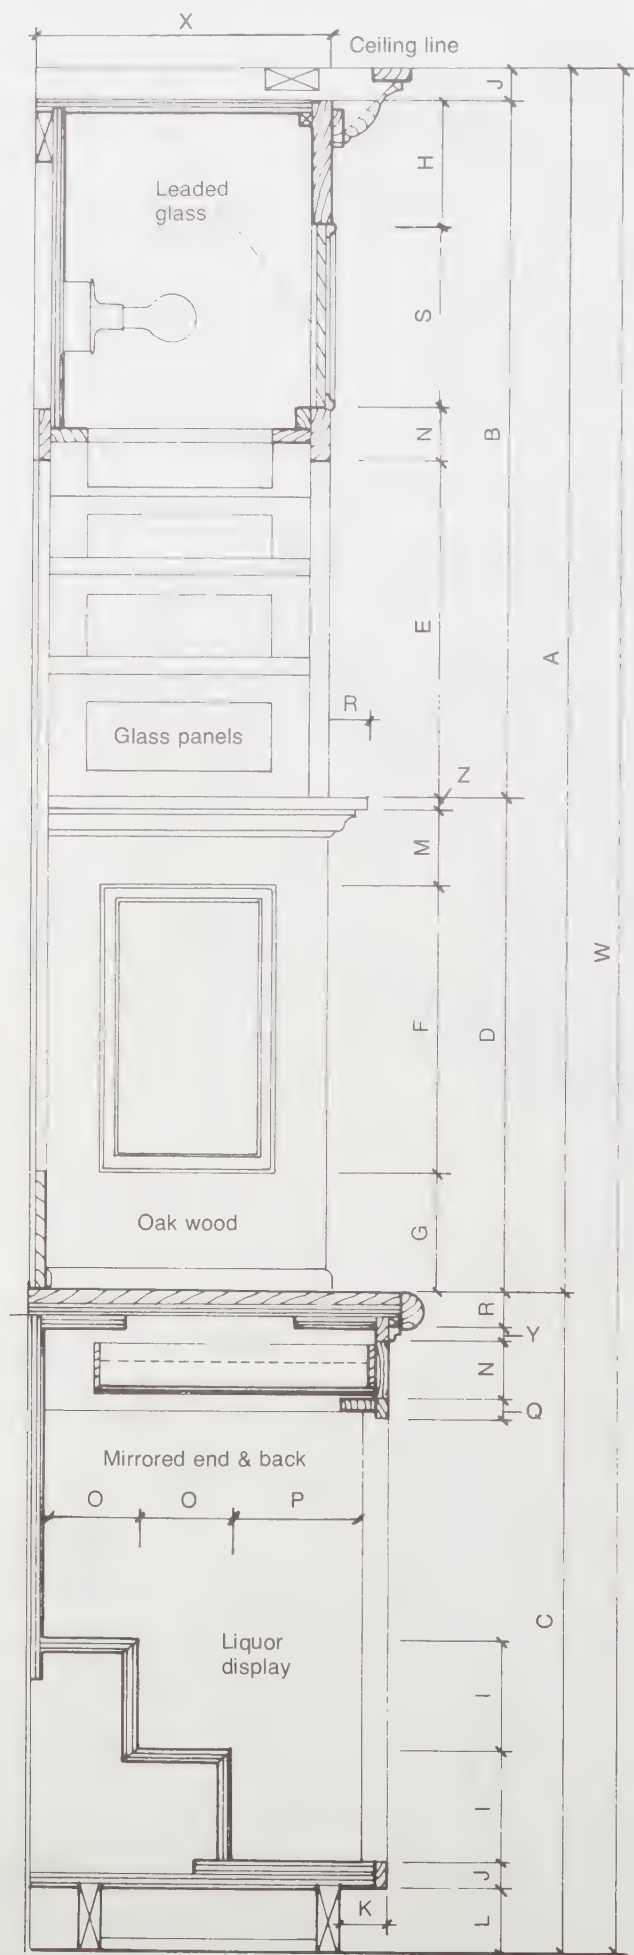 X
Ceiling line
J
H
Leaded
glass
S
N
B
E
A
R
Glass panels
Z
M
W
F
D
Oak wood
G
R
Y
N
Q
Mirrored end & back
O O P
C
Liquor
display
I
I
J
K
L